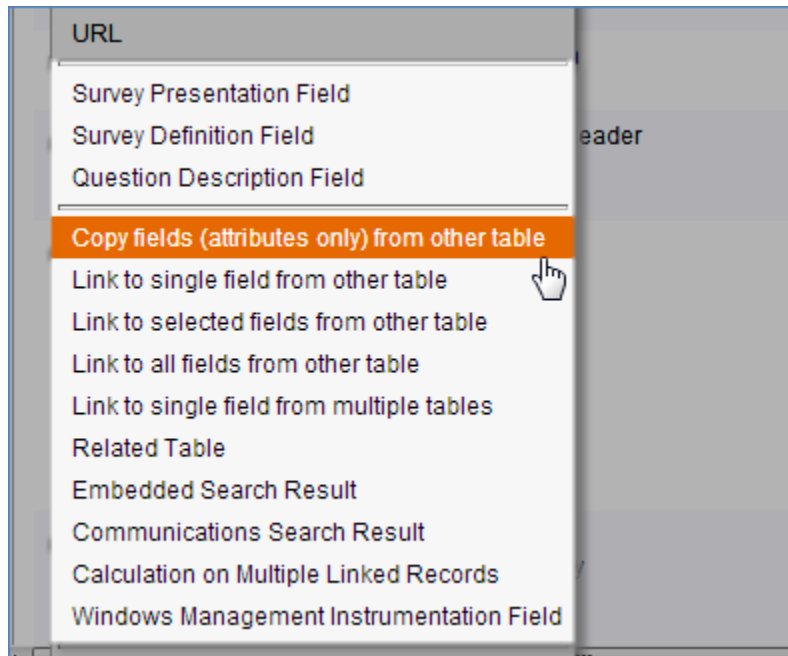 URL
Survey Presentation Field
Survey Definition Field
eader
Question Description Field
Copy fields (attributes only) from other table
Link to single field from other table
Link to selected fields from other table
Link to all fields from other table
Link to single field from multiple tables
Related Table
Embedded Search Result
Communications Search Result
Calculation on Multiple Linked Records
Windows Management Instrumentation Field